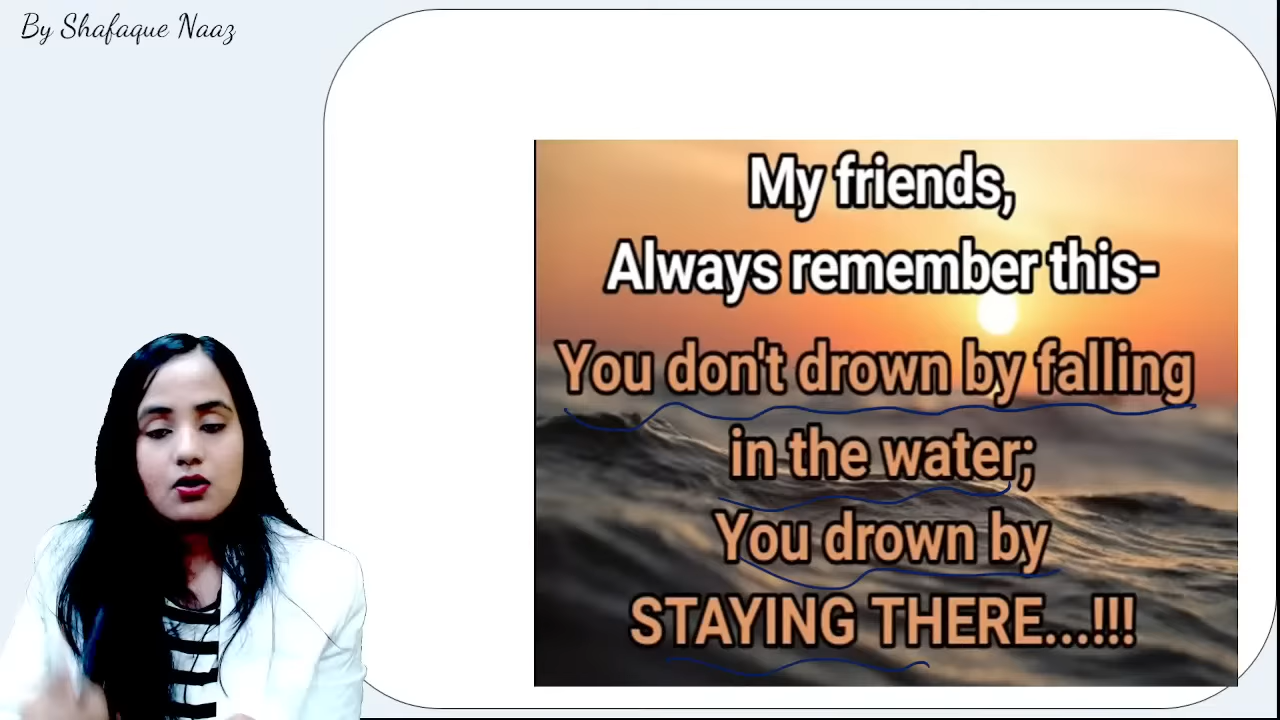 By Shafaque Naaz
My friends,
Always remember this-
You don't drown by falling
in the water;
You drown by
STAYING THERE...!!!